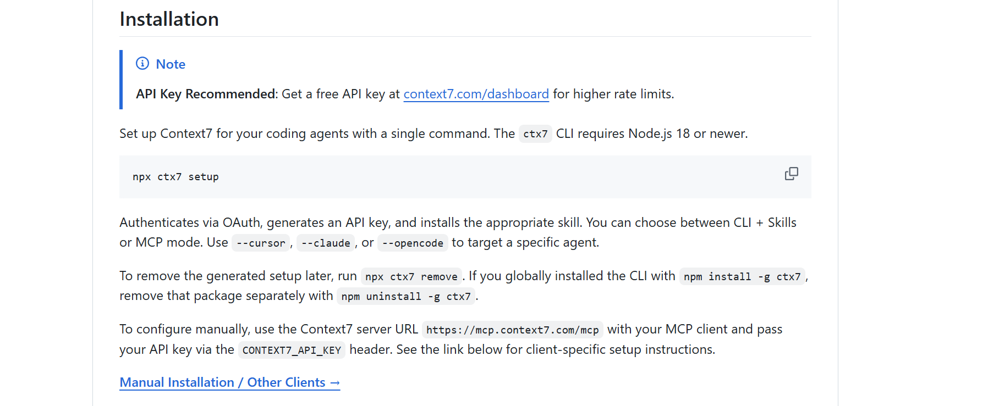 Installation
Note
API Key Recommended: Get a free API key at context7.com/dashboard for higher rate limits.
Set up Context7 for your coding agents with a single command. The ctx7 CLI requires Node.js 18 or newer.
npx ctx7 setup
Authenticates via OAuth, generates an API key, and installs the appropriate skill. You can choose between CLI + Skills
or MCP mode. Use --cursor, --claude, or --opencode to target a specific agent.
To remove the generated setup later, run npx ctx7 remove. If you globally installed the CLI with npm install -g ctx7,
remove that package separately with npm uninstall -g ctx7.
To configure manually, use the Context7 server URL https://mcp.context7.com/mcp with your MCP client and pass
your API key via the CONTEXT7_API_KEY header. See the link below for client-specific setup instructions.
Manual Installation / Other Clients →